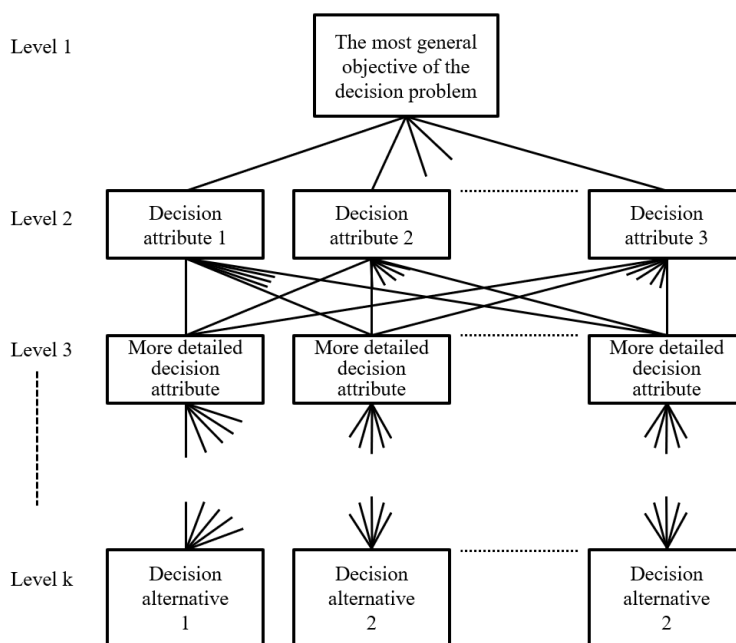 Level 1
The most general
objective of the
decision problem
Level 2
Decision
attribute 1
Decision
attribute 2
Decision
attribute 3
Level 3
More detailed
decision
attribute
More detailed
decision
attribute
More detailed
decision
attribute
Level k
Decision
alternative
1
Decision
alternative
2
Decision
alternative
2